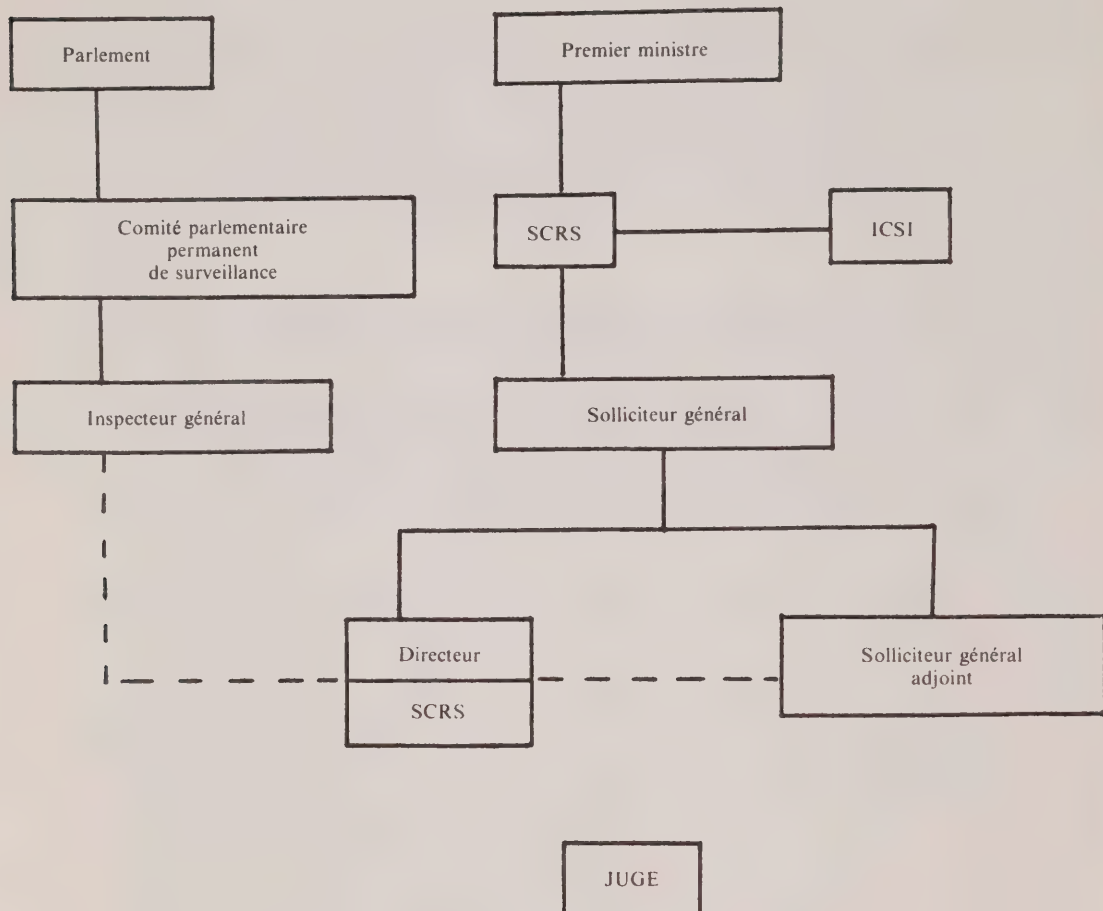 Parlement
Premier ministre
Comité parlementaire
permanent
de surveillance
SCRS
ICSI
Inspecteur général
Solliciteur général
Directeur
SCRS
Solliciteur général
adjoint
JUGE